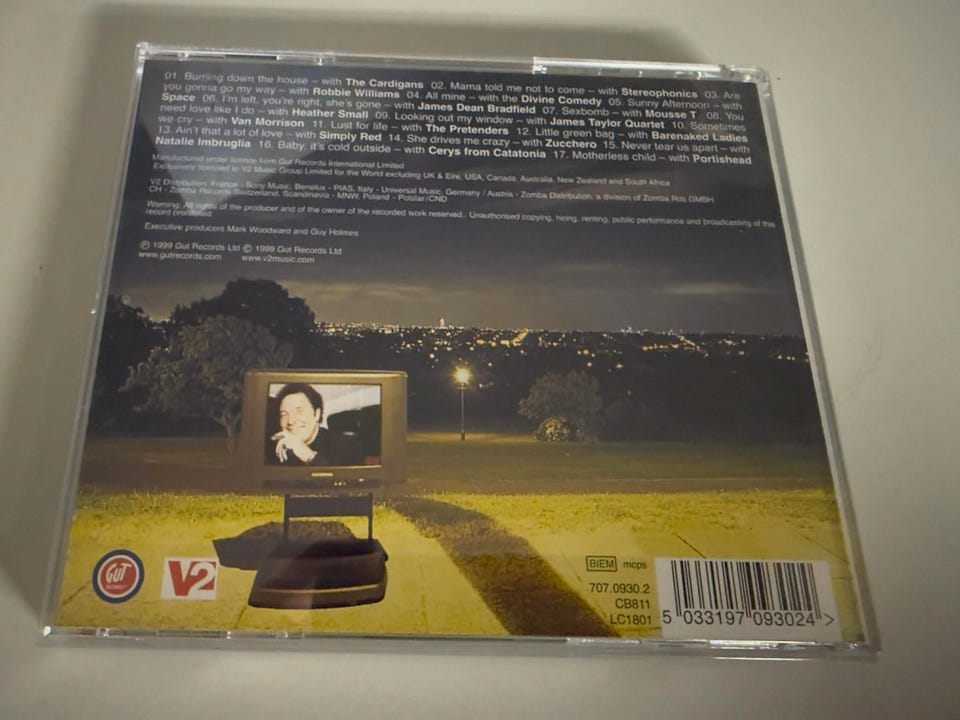 01. Burning down the house – with The Cardigans 02. Mama told me not to come – with Stereophonics 03. Are
you gonna go my way – with Robbie Williams 04. All mine – with the Divine Comedy 05. Sunny Afternoon – with
Space 06. I'm left, you're right, she's gone – with James Dean Bradfield 07. Sexbomb – with Mousse T 08. You
need love like I do – with Heather Small 09. Looking out my window – with James Taylor Quartet 10. Sometimes
we cry – with Van Morrison 11. Lust for life – with The Pretenders 12. Little green bag – with Barenaked Ladies
13. Ain't that a lot of love – with Simply Red 14. She drives me crazy – with Zucchero 15. Never tear us apart – with
Natalie Imbruglia 16. Baby, it's cold outside – with Cerys from Catatonia 17. Motherless child – with Portishead
Manufactured under licence from Gut Records International Limited
Exclusively licensed to V2 Music Group Limited for the World excluding UK & Eire, USA, Canada, Australia, New Zealand and South Africa
V2 Distribution: France - Sony Music, Benelux - PIAS, Italy - Universal Music, Germany / Austria - Zomba Distribution, a division of Zomba Rds GMBH,
CH - Zomba Records Switzerland, Scandinavia - MNW, Poland - Polstar/CND
Warning: All rights of the producer and of the owner of the recorded work reserved.. Unauthorised copying, hiring, renting, public performance and broadcasting of this
record prohibited.
Executive producers Mark Woodward and Guy Holmes
℗ 1999 Gut Records Ltd © 1999 Gut Records Ltd
www.gutrecords.com www.v2music.com
GUT
RECORDS
V2
BIEM mcps
707.0930.2
CB811
LC1801
5 033197 093024 >